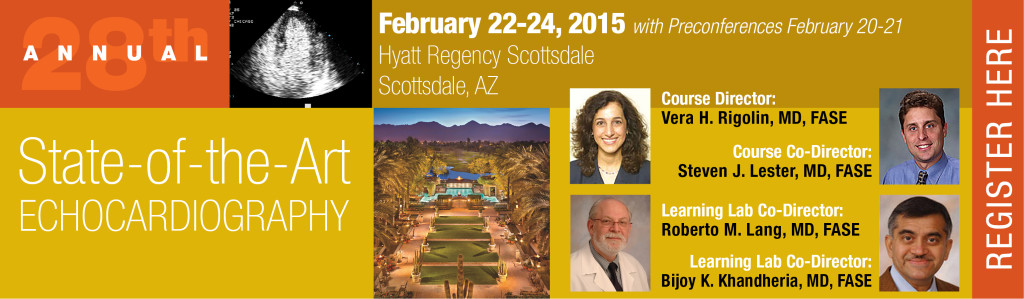 28th
ANNUAL
State-of-the-Art
ECHOCARDIOGRAPHY
February 22-24, 2015 with Preconferences February 20-21
Hyatt Regency Scottsdale
Scottsdale, AZ
Course Director:
Vera H. Rigolin, MD, FASE
Course Co-Director:
Steven J. Lester, MD, FASE
Learning Lab Co-Director:
Roberto M. Lang, MD, FASE
Learning Lab Co-Director:
Bijoy K. Khandheria, MD, FASE
REGISTER HERE